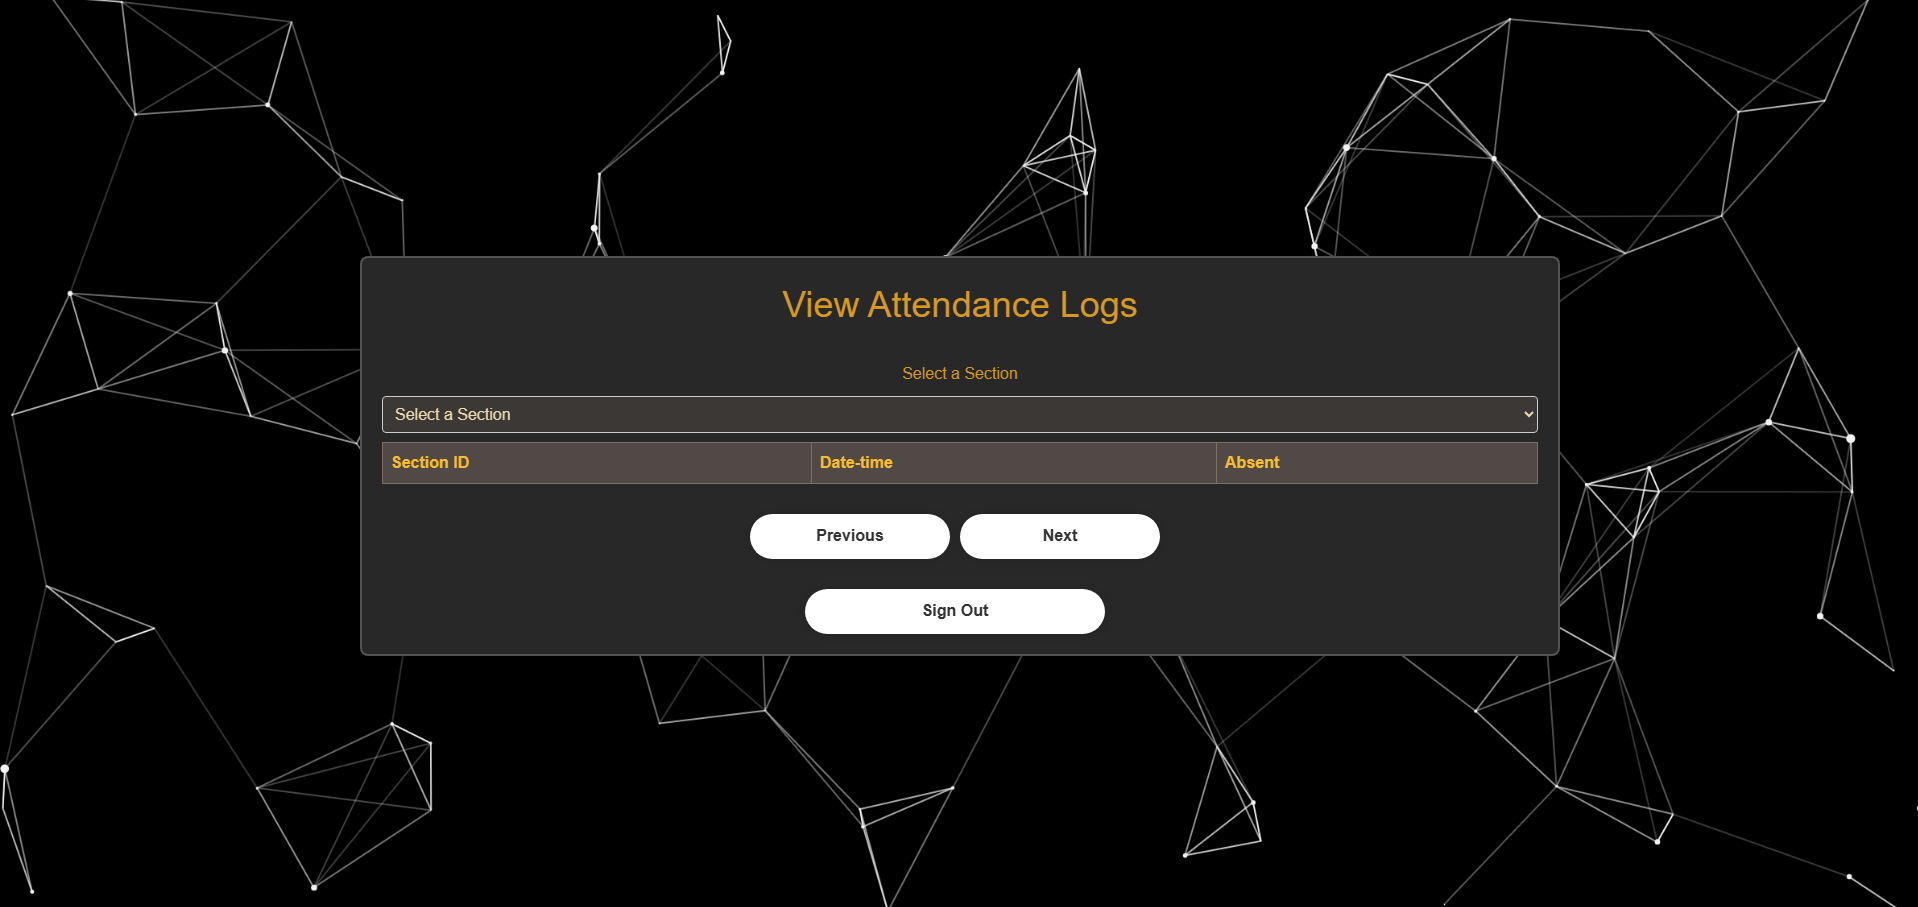 View Attendance Logs
Select a Section
Select a Section
Section ID Date-time Absent
Previous Next
Sign Out